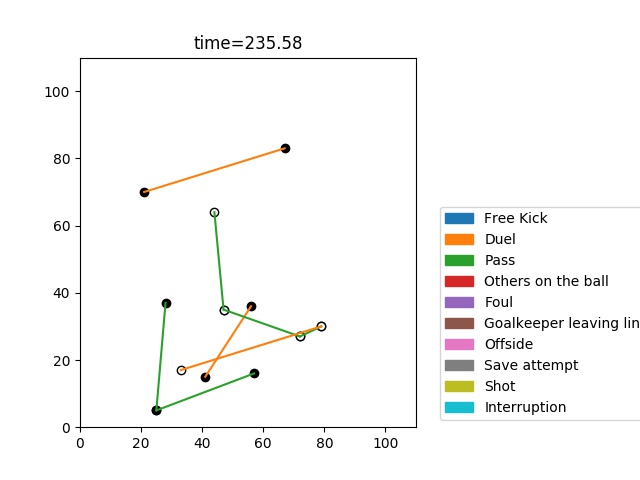 time=235.58
100
80
60
40
20
0
0 20 40 60 80 100
Free Kick
Duel
Pass
Others on the ball
Foul
Goalkeeper leaving lin
Offside
Save attempt
Shot
Interruption